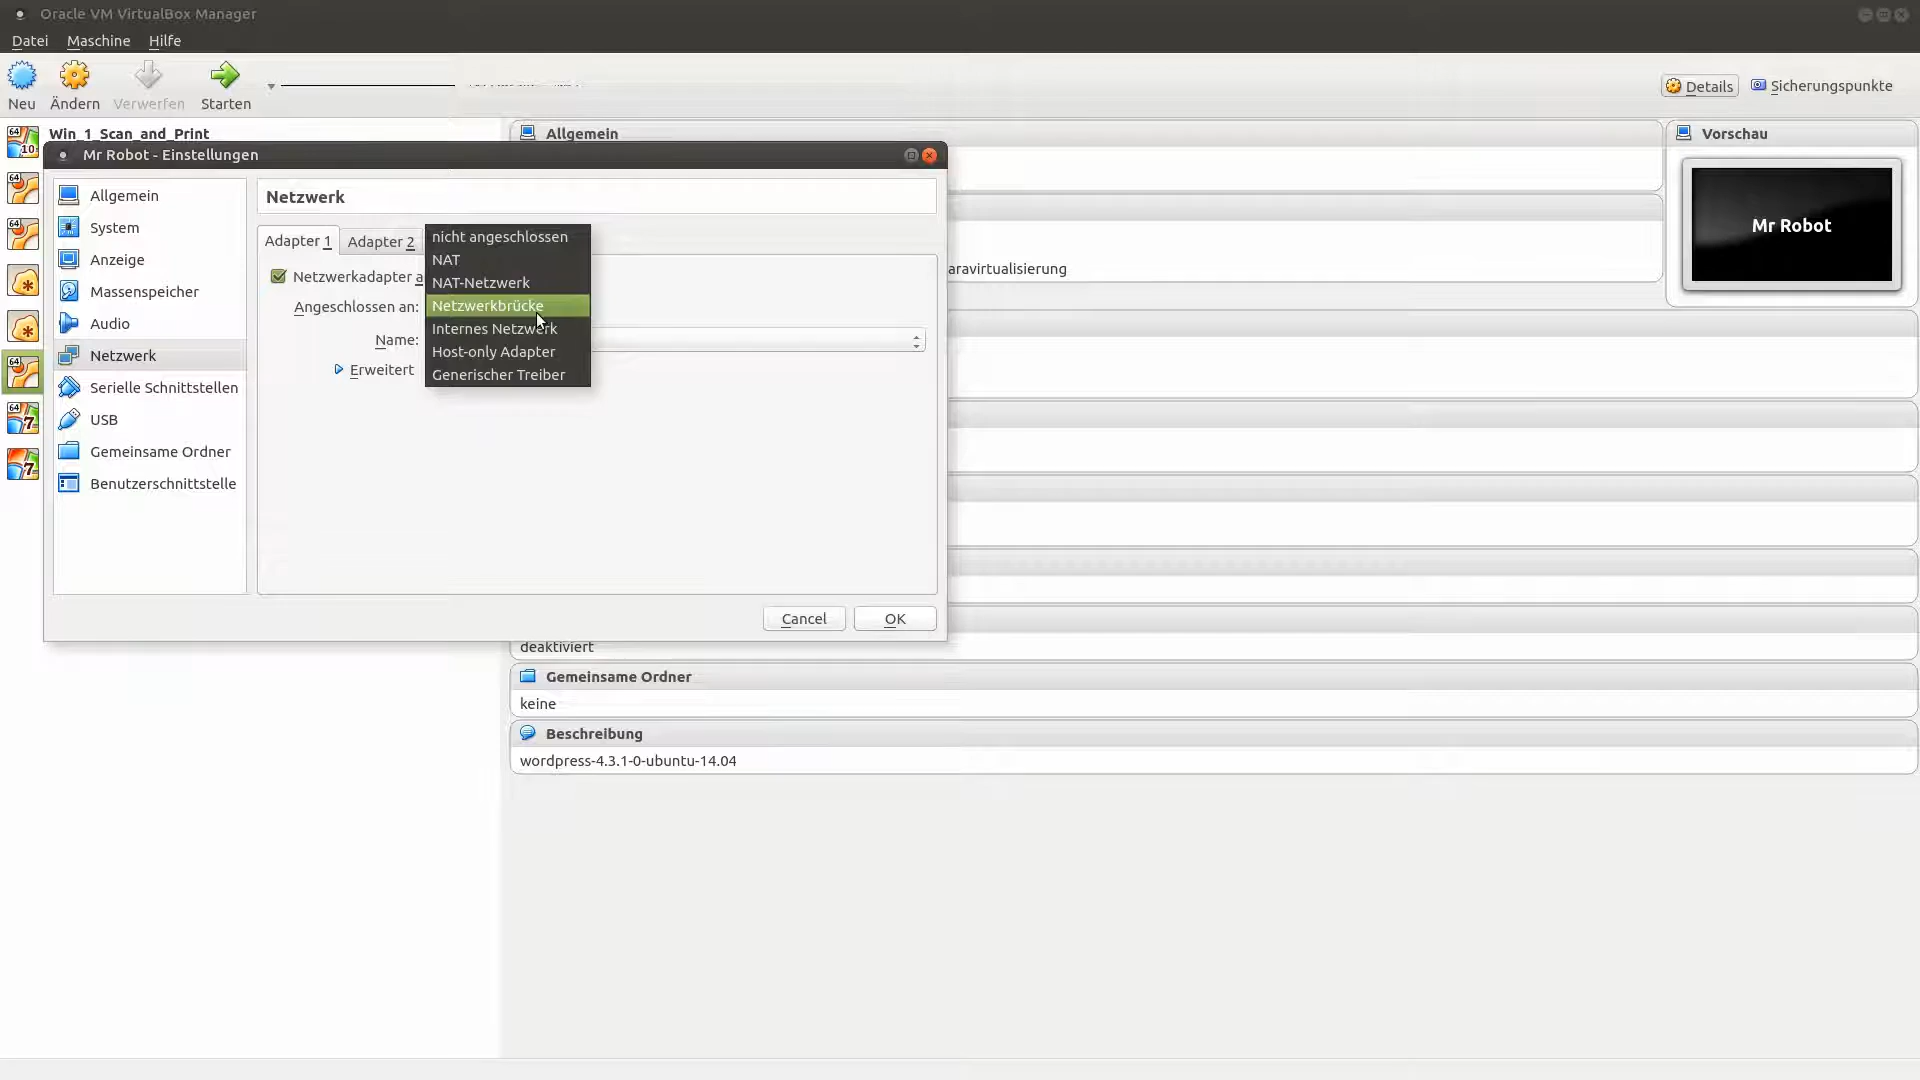 Oracle VM VirtualBox Manager
Datei Maschine Hilfe
Neu Ändern Verwerfen Starten
Details Sicherungspunkte
Win_1_Scan_and_Print
Allgemein
Vorschau
Mr Robot
Mr Robot - Einstellungen
Allgemein
System
Anzeige
Massenspeicher
Audio
Netzwerk
Serielle Schnittstellen
USB
Gemeinsame Ordner
Benutzerschnittstelle
Netzwerk
Adapter 1 Adapter 2
Netzwerkadapter a
Angeschlossen an:
Name:
Erweitert
nicht angeschlossen
NAT
NAT-Netzwerk
Netzwerkbrücke
Internes Netzwerk
Host-only Adapter
Generischer Treiber
Cancel OK
aravirtualisierung
deaktiviert
Gemeinsame Ordner
keine
Beschreibung
wordpress-4.3.1-0-ubuntu-14.04